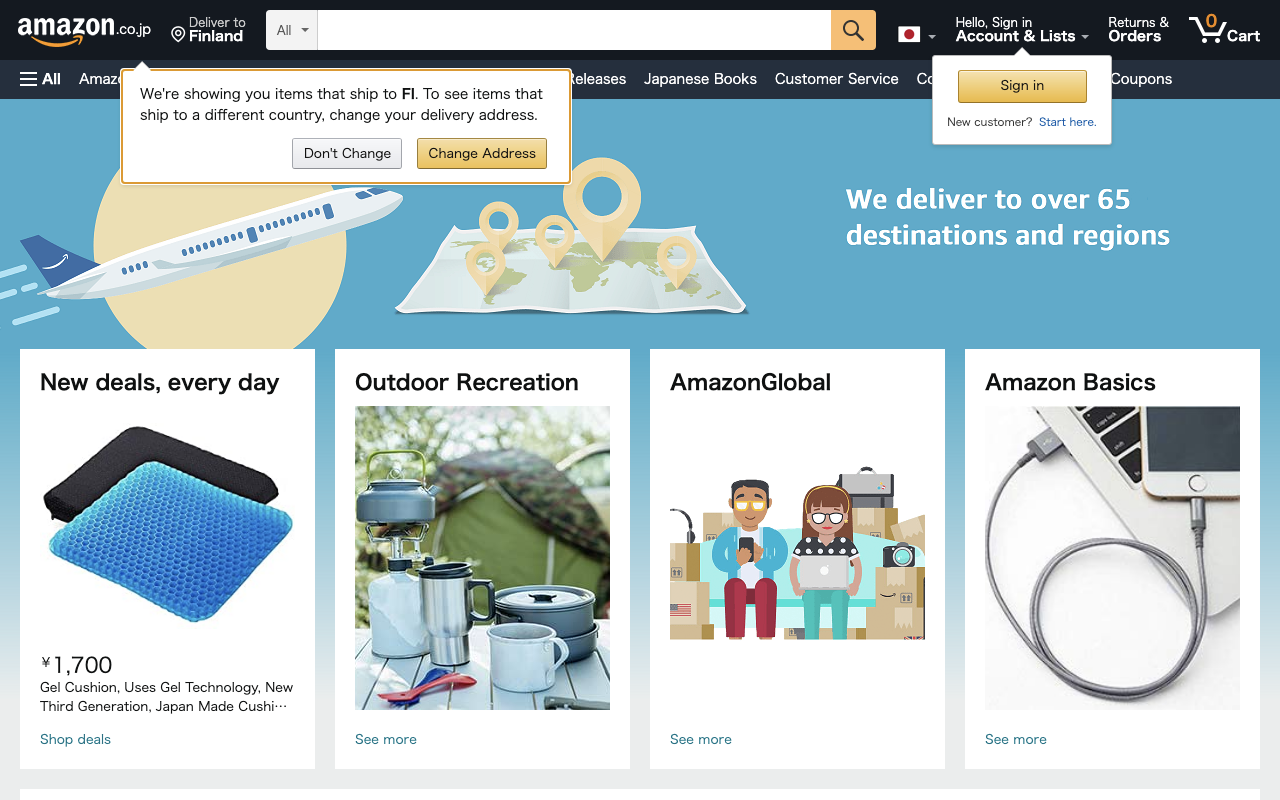 amazon.co.jp
Deliver to
Finland
All
Hello, Sign in
Account & Lists
Returns &
Orders
0
Cart
All
Releases
Japanese Books
Customer Service
Coupons
We're showing you items that ship to FI. To see items that
ship to a different country, change your delivery address.
Don't Change
Change Address
Sign in
New customer? Start here.
We deliver to over 65
destinations and regions
New deals, every day
¥1,700
Gel Cushion, Uses Gel Technology, New
Third Generation, Japan Made Cushi…
Shop deals
Outdoor Recreation
See more
AmazonGlobal
See more
Amazon Basics
See more